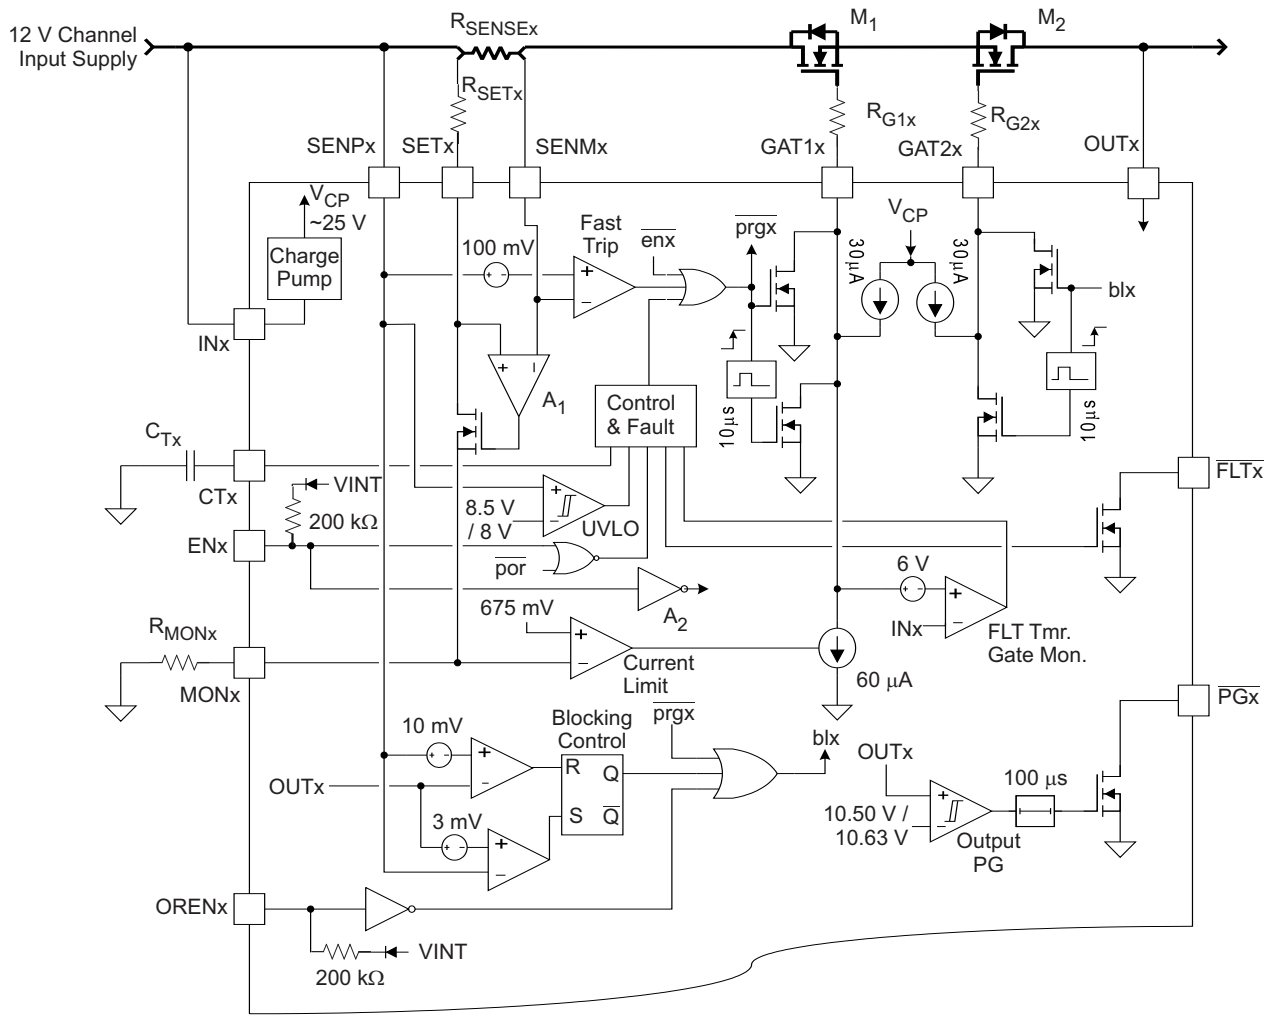 12 V Channel
Input Supply
RSENSEx
M1
M2
RSETx
RG1x
RG2x
SENPx
SETx
SENMx
GAT1x
GAT2x
OUTx
VCP
~25 V
Charge
Pump
INx
100 mV
Fast
Trip
+
−
enx
prgx
30µA
VCP
30µA
blx
10µs
10µs
+
−
A1
Control
& Fault
CTx
CTx
VINT
200 kΩ
8.5 V
/ 8 V
+
−
UVLO
FLTx
ENx
por
A2
6 V
+
−
INx
FLT Tmr.
Gate Mon.
675 mV
RMONx
MONx
+
−
Current
Limit
60 µA
PGx
10 mV
+
−
Blocking
Control
R
Q
S
Q
prgx
blx
OUTx
3 mV
+
−
OUTx
10.50 V /
10.63 V
+
−
Output
PG
100 µs
ORENx
VINT
200 kΩ